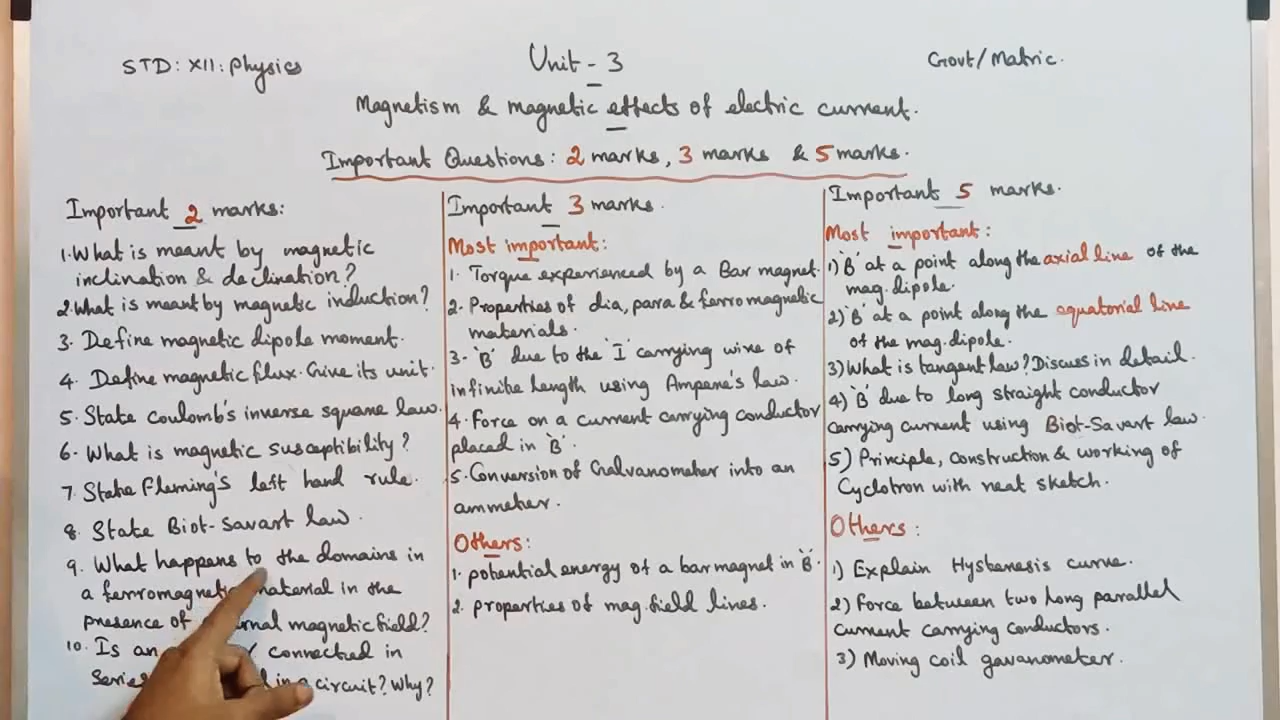 STD: XII: Physics
Unit - 3
Govt/Matric.
Magnetism & magnetic effects of electric current.
Important Questions: 2 marks, 3 marks & 5 marks.
Important 2 marks:
1. What is meant by magnetic
inclination & declination?
2. What is meant by magnetic induction?
3. Define magnetic dipole moment.
4. Define magnetic flux. Give its unit.
5. State Coulomb's inverse square law.
6. What is magnetic susceptibility?
7. State Fleming's left hand rule.
8. State Biot-Savart law.
9. What happens to the domains in
a ferromagnetic material in the
presence of magnetic field?
10. Is an connected in
Series in a circuit? Why?
Important 3 marks.
Most important:
1. Torque experienced by a Bar magnet.
2. Properties of dia, para & ferro magnetic
materials.
3. `B´ due to the `I´ carrying wire of
infinite length using Ampere's law.
4. Force on a current carrying conductor
placed in `B´.
5. Conversion of Galvanometer into an
ammeter.
Others:
1. potential energy of a bar magnet in `B´.
2. properties of mag. field lines.
Important 5 marks.
Most important:
1) `B´ at a point along the axial line of the
mag. dipole.
2) `B´ at a point along the equatorial line
of the mag. dipole.
3) What is tangent law? Discuss in detail.
4) `B´ due to long straight conductor
carrying current using Biot-Savart law.
5) Principle, construction & working of
Cyclotron with neat sketch.
Others:
1) Explain Hysteresis curve.
2) Force between two long parallel
current carrying conductors.
3) Moving coil gavanometer.